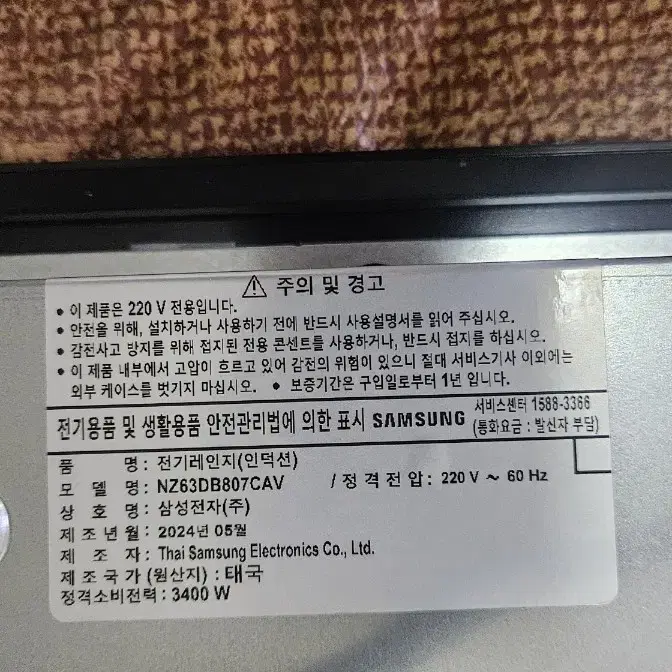 주의 및 경고
• 이 제품은 220 V 전용입니다.
• 안전을 위해, 설치하거나 사용하기 전에 반드시 사용설명서를 읽어 주십시오.
• 감전사고 방지를 위해 접지된 전용 콘센트를 사용하거나, 반드시 접지를 하십시오.
• 이 제품 내부에서 고압이 흐르고 있어 감전의 위험이 있으니 절대 서비스기사 이외에는
외부 케이스를 벗기지 마십시오. • 보증기간은 구입일로부터 1년 입니다.
전기용품 및 생활용품 안전관리법에 의한 표시 SAMSUNG 서비스센터 1588-3366
(통화요금 : 발신자 부담)
품 명 : 전기레인지(인덕션)
모 델 명 : NZ63DB807CAV / 정격전압 : 220 V ~ 60 Hz
상 호 명 : 삼성전자(주)
제조년월 : 2024년 05월
제 조 자 : Thai Samsung Electronics Co., Ltd.
제조국가(원산지) : 태국
정격소비전력 : 3400 W